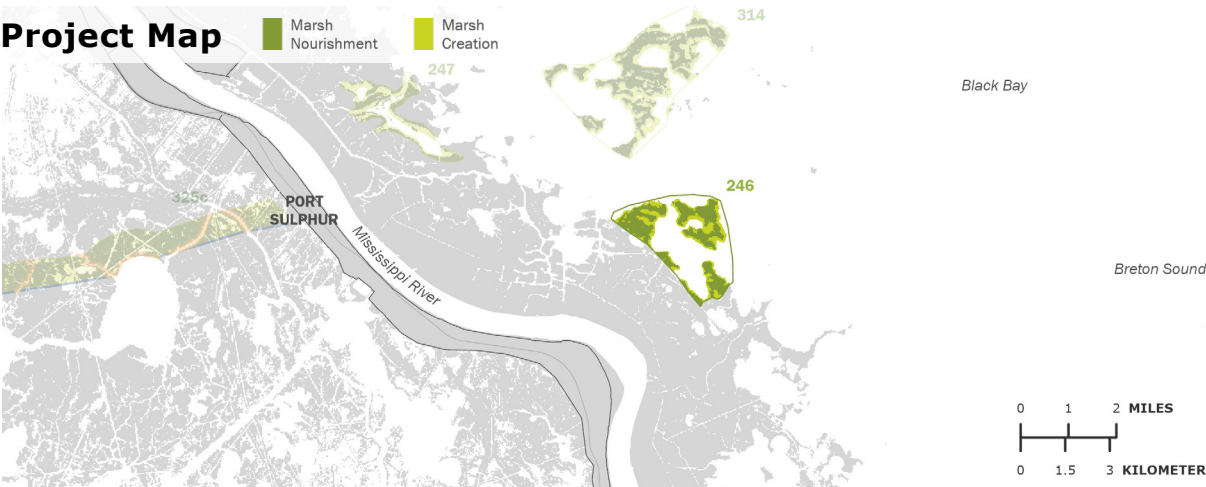 Project Map
Marsh
Nourishment
Marsh
Creation
314
247
Black Bay
246
325c
PORT
SULPHUR
Mississippi River
Breton Sound
0 1 2 MILES
0 1.5 3 KILOMETER